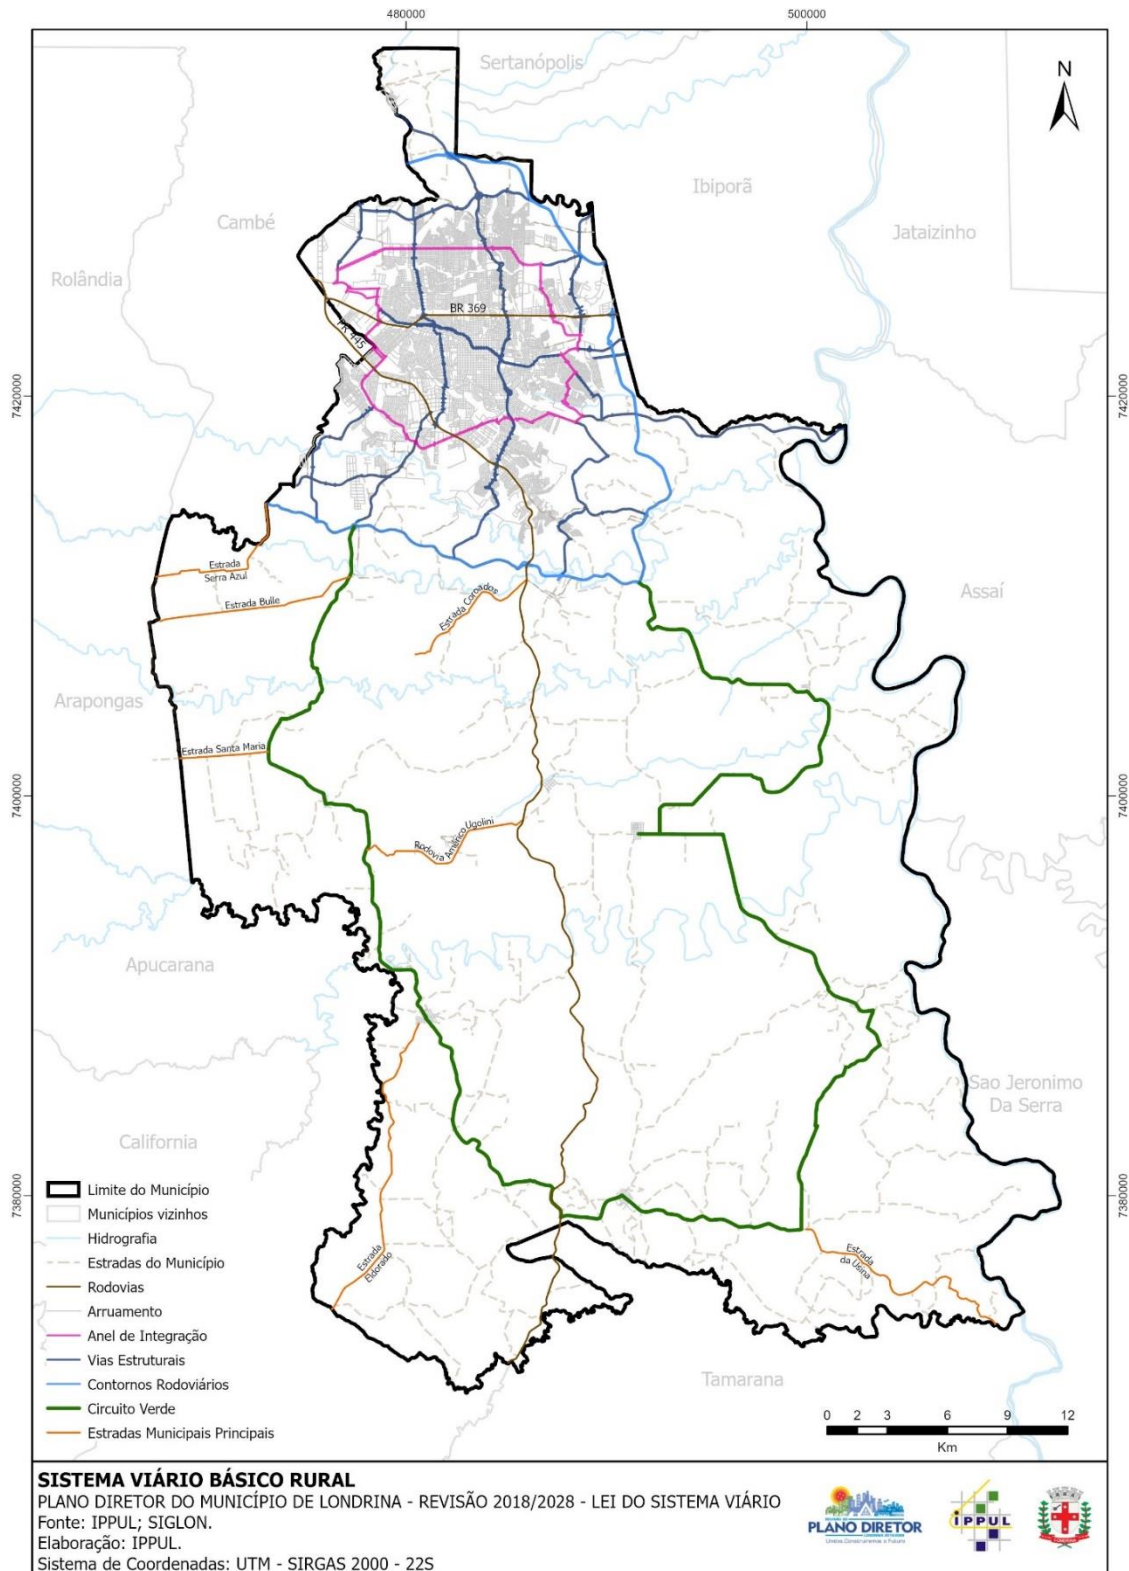 480000
500000
Sertanópolis
N
Ibiporã
Cambé
Jataizinho
Rolândia
BR 369
PR 445
7420000
7420000
Estrada
Serra Azul
Assaí
Estrada Bulle
Estrada Coroados
Arapongas
Estrada Santa Maria
7400000
7400000
Rodovia Américo Ugolini
Apucarana
Sao Jeronimo
Da Serra
California
7380000
7380000
Limite do Município
Municípios vizinhos
Hidrografia
Estradas do Município
Rodovias
Arruamento
Anel de Integração
Vias Estruturais
Contornos Rodoviários
Circuito Verde
Estradas Municipais Principais
Estrada
Eldorado
Estrada
da Usina
Tamarana
0 2 3 6 9 12
Km
SISTEMA VIÁRIO BÁSICO RURAL
PLANO DIRETOR DO MUNICÍPIO DE LONDRINA - REVISÃO 2018/2028 - LEI DO SISTEMA VIÁRIO
Fonte: IPPUL; SIGLON.
Elaboração: IPPUL.
Sistema de Coordenadas: UTM - SIRGAS 2000 - 22S
PLANO DIRETOR
IPPUL